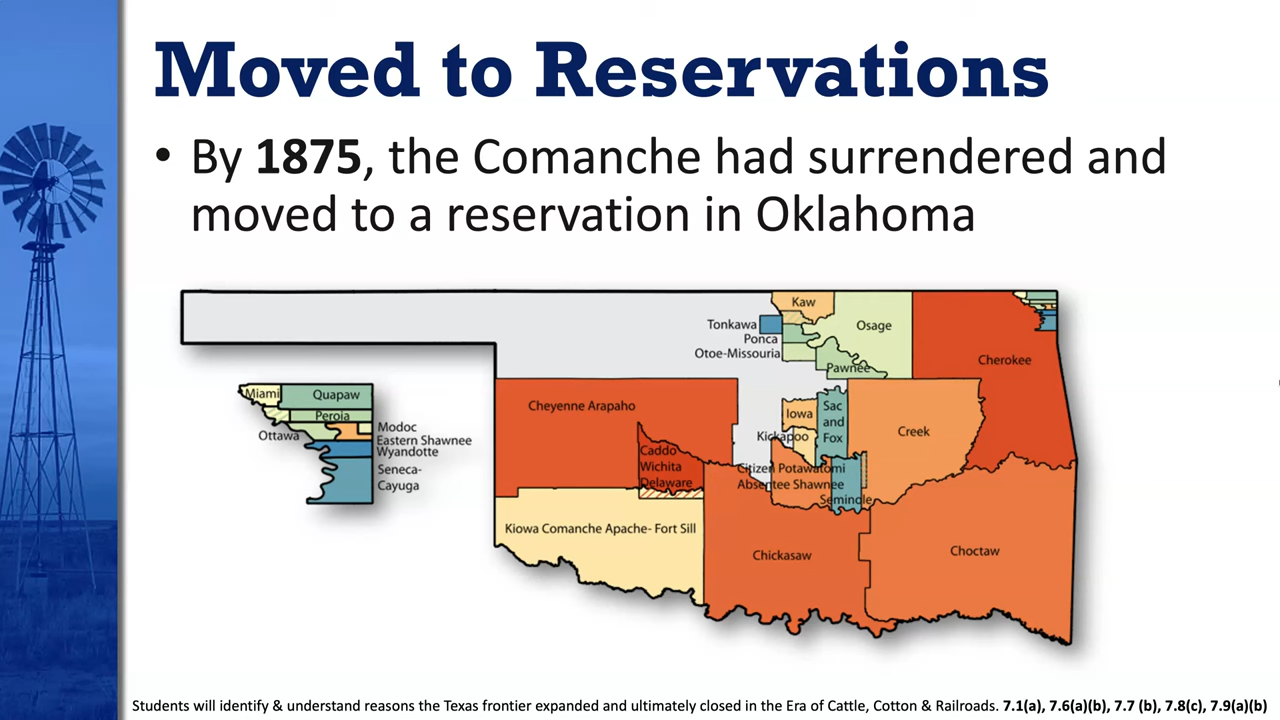 Moved to Reservations
• By 1875, the Comanche had surrendered and
moved to a reservation in Oklahoma
Kaw
Tonkawa
Osage
Ponca
Otoe-Missouria
Pawnee
Cherokee
Miami
Quapaw
Peroia
Ottawa
Modoc
Eastern Shawnee
Wyandotte
Seneca-
Cayuga
Cheyenne Arapaho
Iowa
Sac
and
Fox
Kickapoo
Creek
Caddo
Wichita
Delaware
Citizen Potawatomi
Absentee Shawnee
Seminole
Kiowa Comanche Apache- Fort Sill
Chickasaw
Choctaw
Students will identify & understand reasons the Texas frontier expanded and ultimately closed in the Era of Cattle, Cotton & Railroads. 7.1(a), 7.6(a)(b), 7.7 (b), 7.8(c), 7.9(a)(b)